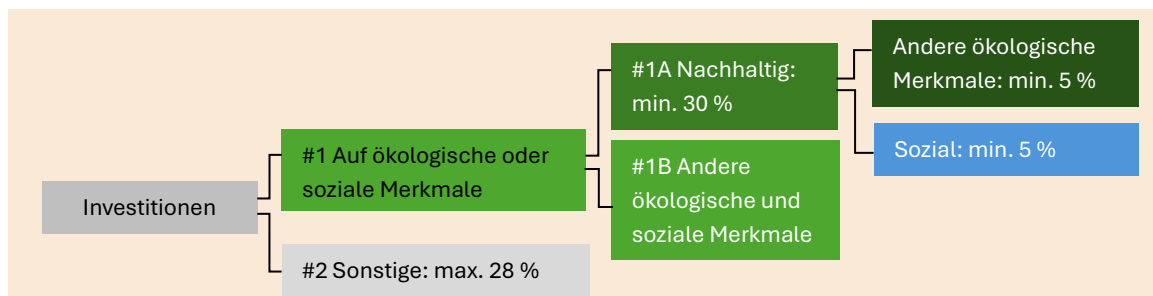 Investitionen
#1 Auf ökologische oder
soziale Merkmale
#2 Sonstige: max. 28 %
#1A Nachhaltig:
min. 30 %
#1B Andere
ökologische und
soziale Merkmale
Andere ökologische
Merkmale: min. 5 %
Sozial: min. 5 %